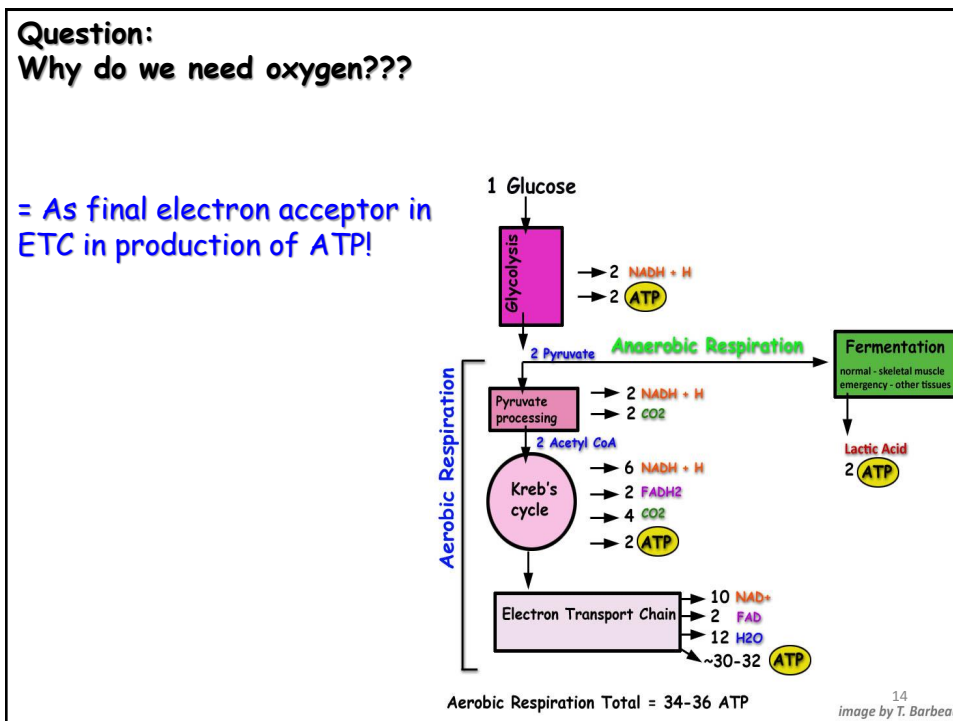 Question:
Why do we need oxygen???
= As final electron acceptor in
ETC in production of ATP!
1 Glucose
Glycolysis
2 NADH + H
2 ATP
2 Pyruvate
Anaerobic Respiration
Fermentation
normal - skeletal muscle
emergency - other tissues
Lactic Acid
2 ATP
Aerobic Respiration
Pyruvate
processing
2 NADH + H
2 CO2
2 Acetyl CoA
Kreb's
cycle
6 NADH + H
2 FADH2
4 CO2
2 ATP
Electron Transport Chain
10 NAD+
2 FAD
12 H2O
~30-32 ATP
Aerobic Respiration Total = 34-36 ATP
14
image by T. Barbeau